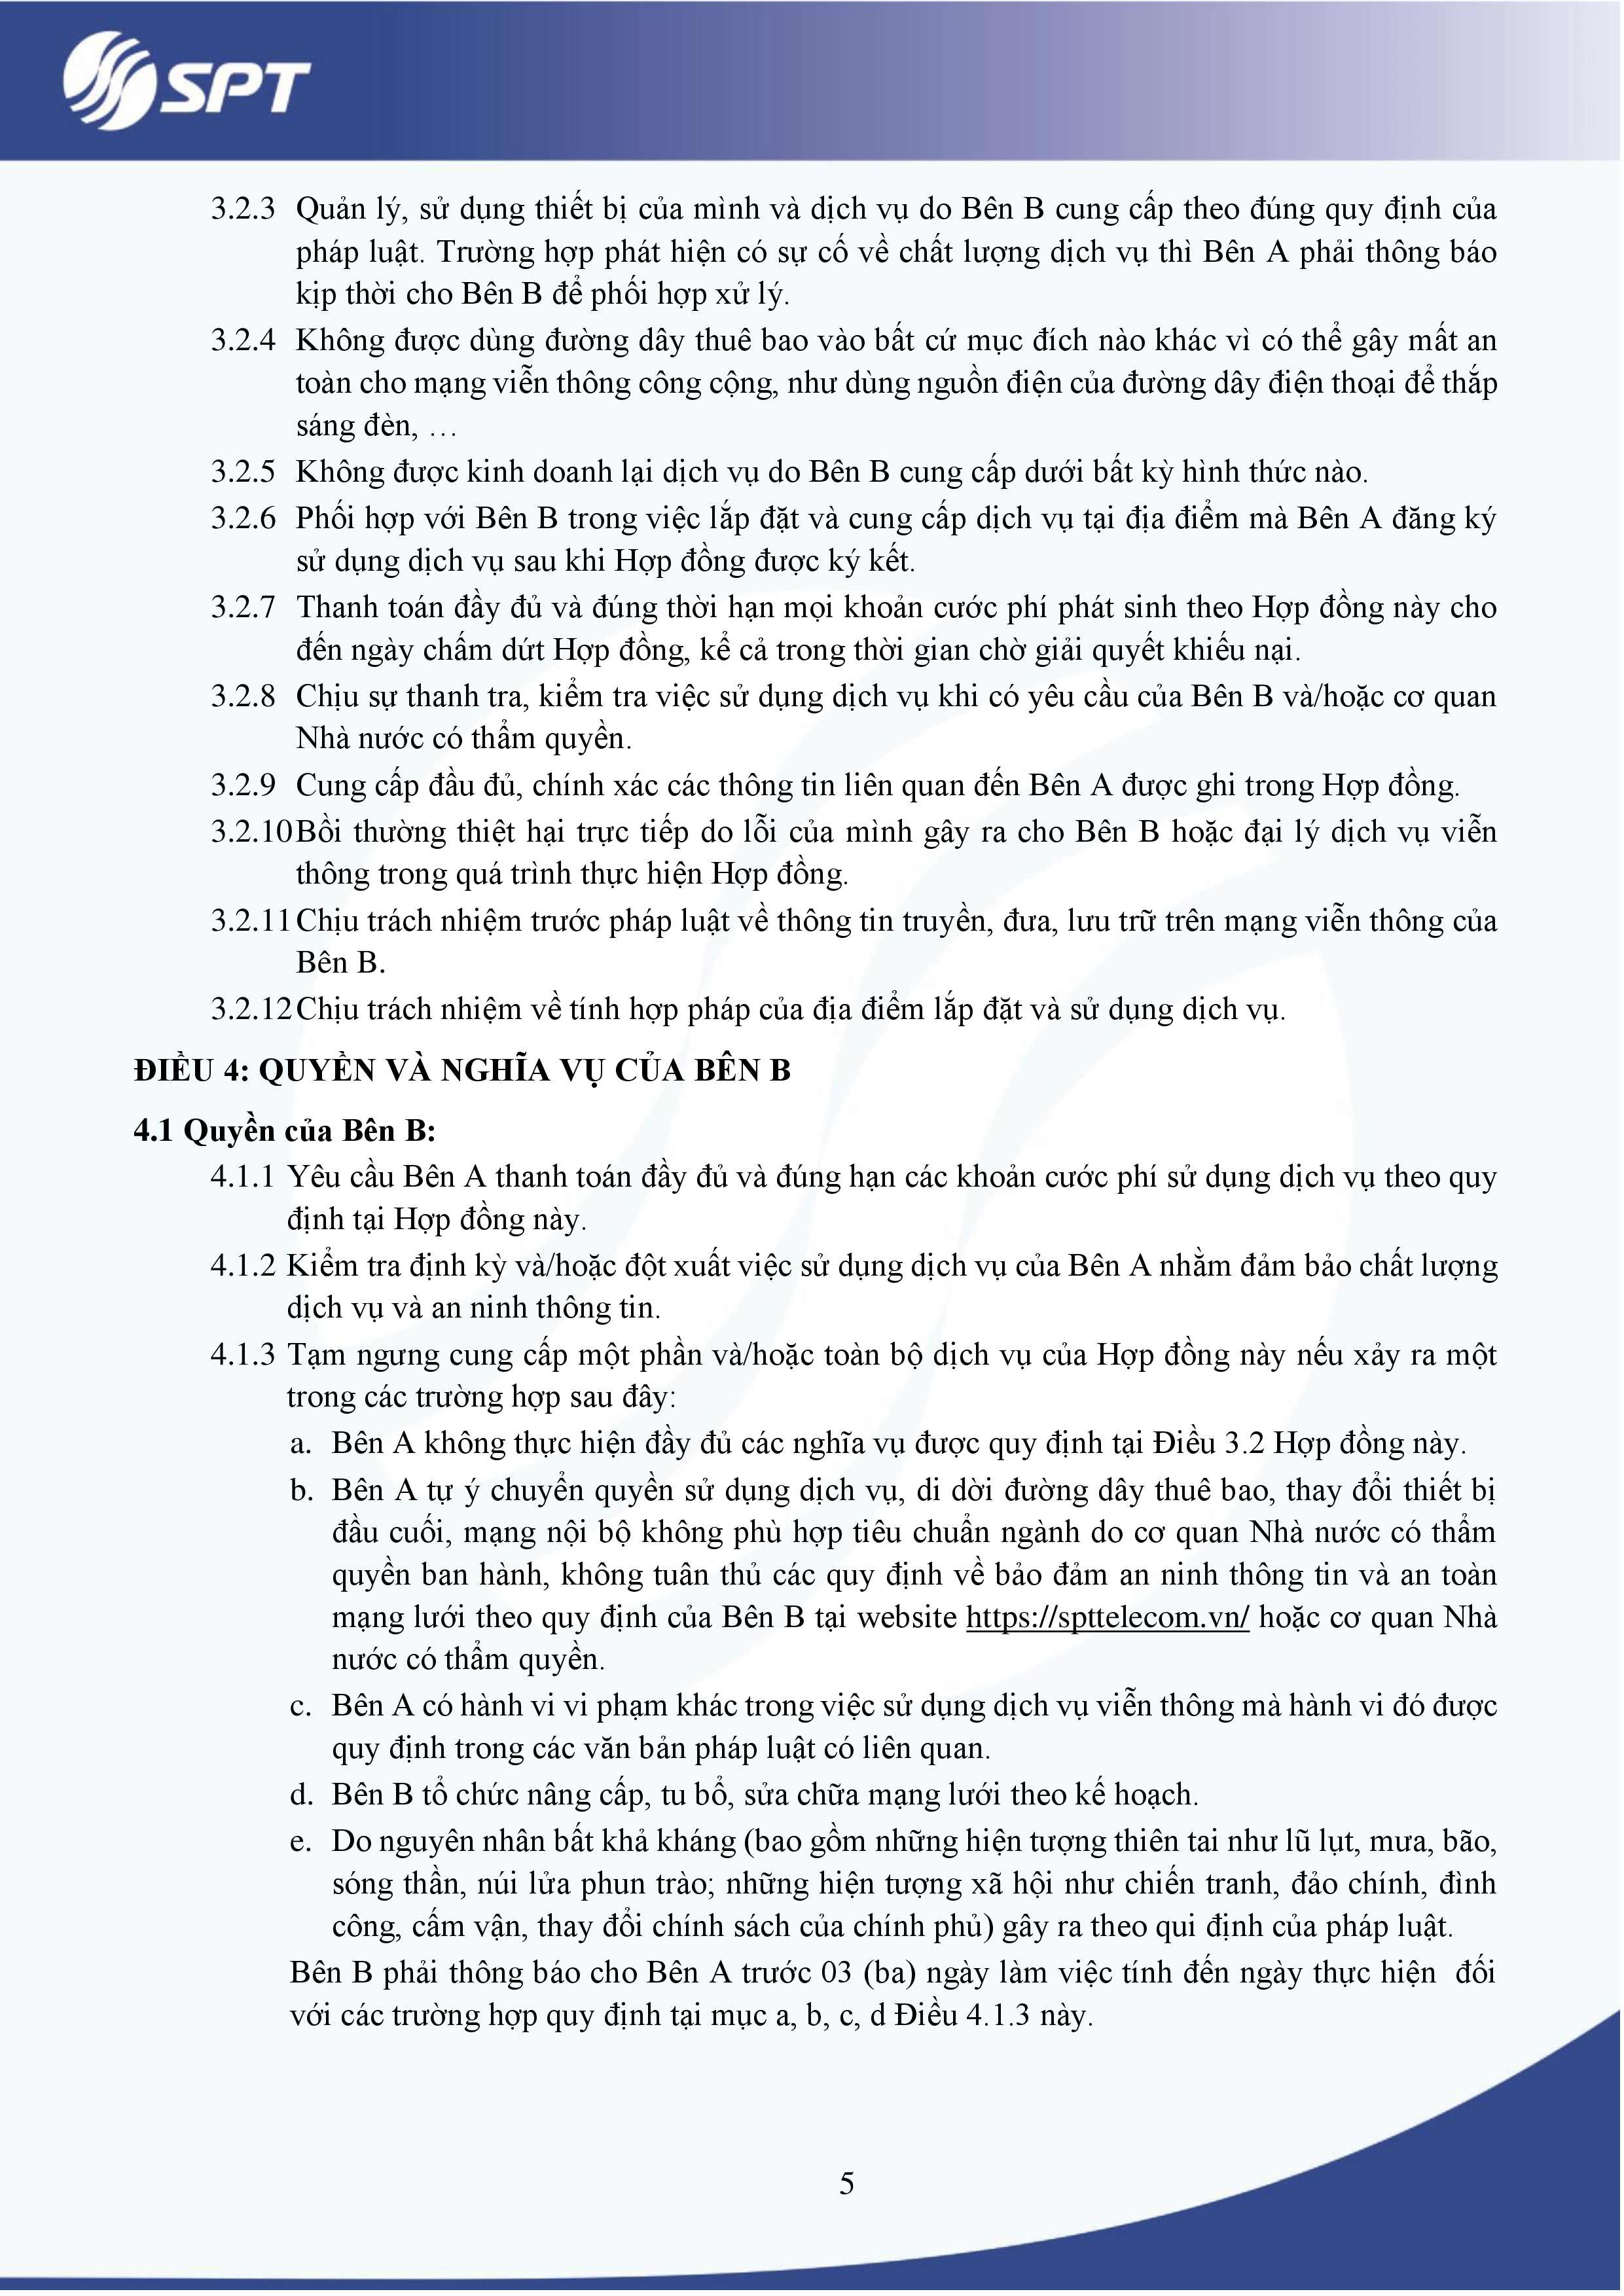 SPT
3.2.3 Quản lý, sử dụng thiết bị của mình và dịch vụ do Bên B cung cấp theo đúng quy định của
pháp luật. Trường hợp phát hiện có sự cố về chất lượng dịch vụ thì Bên A phải thông báo
kịp thời cho Bên B để phối hợp xử lý.
3.2.4 Không được dùng đường dây thuê bao vào bất cứ mục đích nào khác vì có thể gây mất an
toàn cho mạng viễn thông công cộng, như dùng nguồn điện của đường dây điện thoại để thắp
sáng đèn, …
3.2.5 Không được kinh doanh lại dịch vụ do Bên B cung cấp dưới bất kỳ hình thức nào.
3.2.6 Phối hợp với Bên B trong việc lắp đặt và cung cấp dịch vụ tại địa điểm mà Bên A đăng ký
sử dụng dịch vụ sau khi Hợp đồng được ký kết.
3.2.7 Thanh toán đầy đủ và đúng thời hạn mọi khoản cước phí phát sinh theo Hợp đồng này cho
đến ngày chấm dứt Hợp đồng, kể cả trong thời gian chờ giải quyết khiếu nại.
3.2.8 Chịu sự thanh tra, kiểm tra việc sử dụng dịch vụ khi có yêu cầu của Bên B và/hoặc cơ quan
Nhà nước có thẩm quyền.
3.2.9 Cung cấp đầu đủ, chính xác các thông tin liên quan đến Bên A được ghi trong Hợp đồng.
3.2.10 Bồi thường thiệt hại trực tiếp do lỗi của mình gây ra cho Bên B hoặc đại lý dịch vụ viễn
thông trong quá trình thực hiện Hợp đồng.
3.2.11 Chịu trách nhiệm trước pháp luật về thông tin truyền, đưa, lưu trữ trên mạng viễn thông của
Bên B.
3.2.12 Chịu trách nhiệm về tính hợp pháp của địa điểm lắp đặt và sử dụng dịch vụ.
ĐIỀU 4: QUYỀN VÀ NGHĨA VỤ CỦA BÊN B
4.1 Quyền của Bên B:
4.1.1 Yêu cầu Bên A thanh toán đầy đủ và đúng hạn các khoản cước phí sử dụng dịch vụ theo quy
định tại Hợp đồng này.
4.1.2 Kiểm tra định kỳ và/hoặc đột xuất việc sử dụng dịch vụ của Bên A nhằm đảm bảo chất lượng
dịch vụ và an ninh thông tin.
4.1.3 Tạm ngưng cung cấp một phần và/hoặc toàn bộ dịch vụ của Hợp đồng này nếu xảy ra một
trong các trường hợp sau đây:
a. Bên A không thực hiện đầy đủ các nghĩa vụ được quy định tại Điều 3.2 Hợp đồng này.
b. Bên A tự ý chuyển quyền sử dụng dịch vụ, di dời đường dây thuê bao, thay đổi thiết bị
đầu cuối, mạng nội bộ không phù hợp tiêu chuẩn ngành do cơ quan Nhà nước có thẩm
quyền ban hành, không tuân thủ các quy định về bảo đảm an ninh thông tin và an toàn
mạng lưới theo quy định của Bên B tại website https://spttelecom.vn/ hoặc cơ quan Nhà
nước có thẩm quyền.
c. Bên A có hành vi vi phạm khác trong việc sử dụng dịch vụ viễn thông mà hành vi đó được
quy định trong các văn bản pháp luật có liên quan.
d. Bên B tổ chức nâng cấp, tu bổ, sửa chữa mạng lưới theo kế hoạch.
e. Do nguyên nhân bất khả kháng (bao gồm những hiện tượng thiên tai như lũ lụt, mưa, bão,
sóng thần, núi lửa phun trào; những hiện tượng xã hội như chiến tranh, đảo chính, đình
công, cấm vận, thay đổi chính sách của chính phủ) gây ra theo qui định của pháp luật.
Bên B phải thông báo cho Bên A trước 03 (ba) ngày làm việc tính đến ngày thực hiện đối
với các trường hợp quy định tại mục a, b, c, d Điều 4.1.3 này.
5